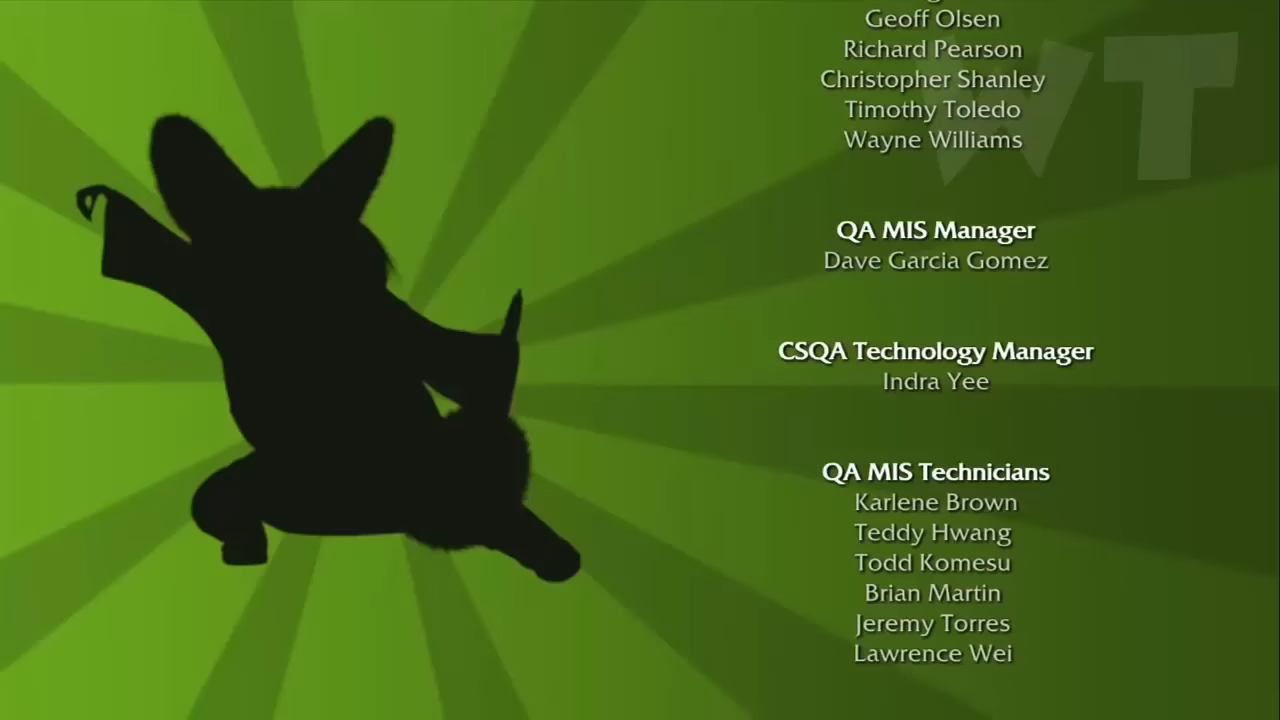 Geoff Olsen
Richard Pearson
Christopher Shanley
Timothy Toledo
Wayne Williams
WT
QA MIS Manager
Dave Garcia Gomez
CSQA Technology Manager
Indra Yee
QA MIS Technicians
Karlene Brown
Teddy Hwang
Todd Komesu
Brian Martin
Jeremy Torres
Lawrence Wei